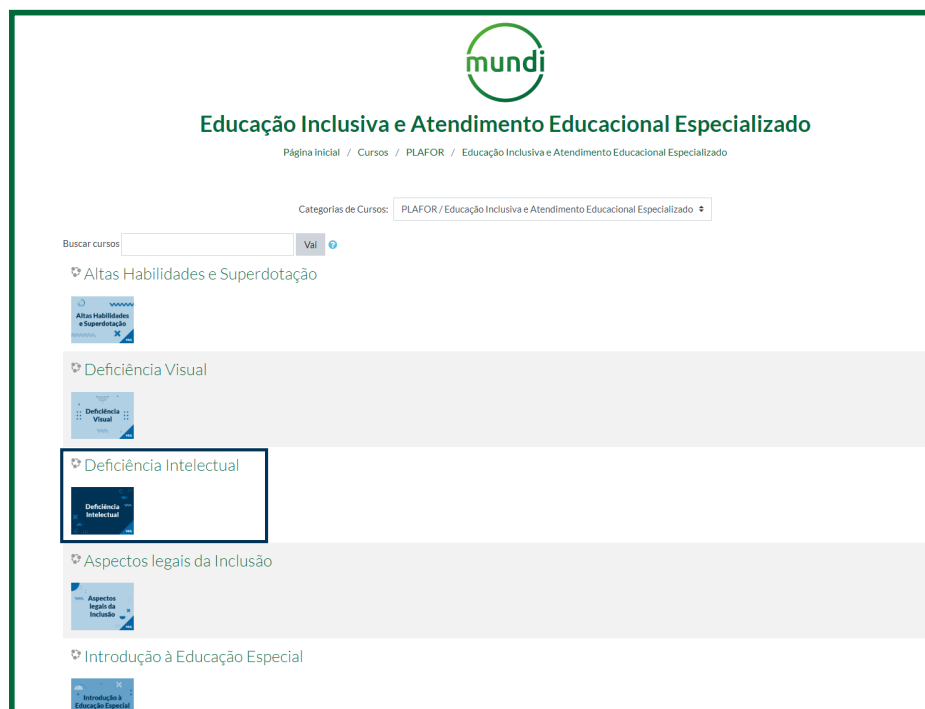 mundi
Educação Inclusiva e Atendimento Educacional Especializado
Página inicial / Cursos / PLAFOR / Educação Inclusiva e Atendimento Educacional Especializado
Categorias de Cursos: PLAFOR / Educação Inclusiva e Atendimento Educacional Especializado
Buscar cursos Vai
Altas Habilidades e Superdotação
Altas Habilidades
e Superdotação
Deficiência Visual
Deficiência
Visual
Deficiência Intelectual
Deficiência
Intelectual
Aspectos legais da Inclusão
Aspectos
legais da
Inclusão
Introdução à Educação Especial
Introdução à
Educação Especial